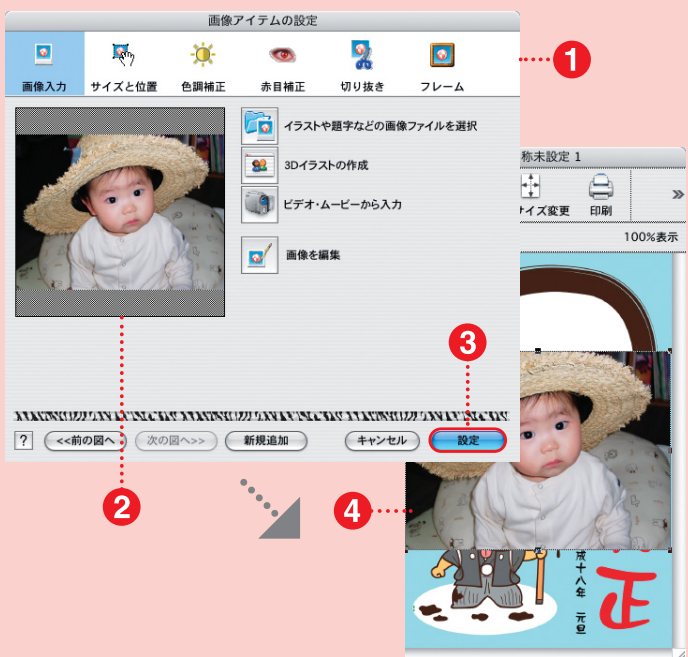 画像アイテムの設定
画像入力 サイズと位置 色調補正 赤目補正 切り抜き フレーム
1
イラストや題字などの画像ファイルを選択
3Dイラストの作成
ビデオ・ムービーから入力
画像を編集
? <<前の図へ 次の図へ>> 新規追加 キャンセル 設定
3
2
称未設定 1
イズ変更 印刷 »
100%表示
4
成十八年 元旦
正